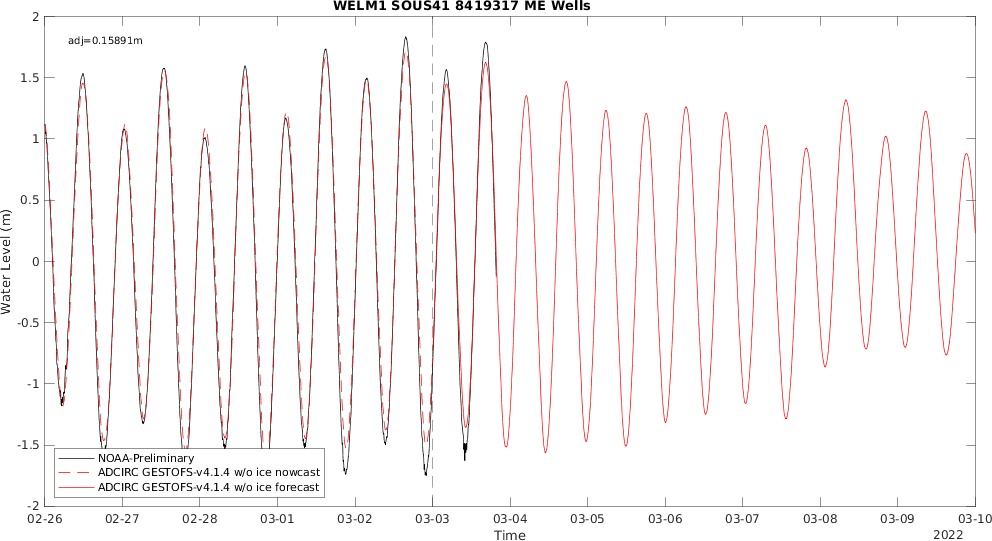 WELM1 SOUS41 8419317 ME Wells
adj=0.15891m
2
1.5
1
0.5
0
-0.5
-1
-1.5
-2
Water Level (m)
NOAA-Preliminary
ADCIRC GESTOFS-v4.1.4 w/o ice nowcast
ADCIRC GESTOFS-v4.1.4 w/o ice forecast
02-26 02-27 02-28 03-01 03-02 03-03 03-04 03-05 03-06 03-07 03-08 03-09 03-10
Time
2022